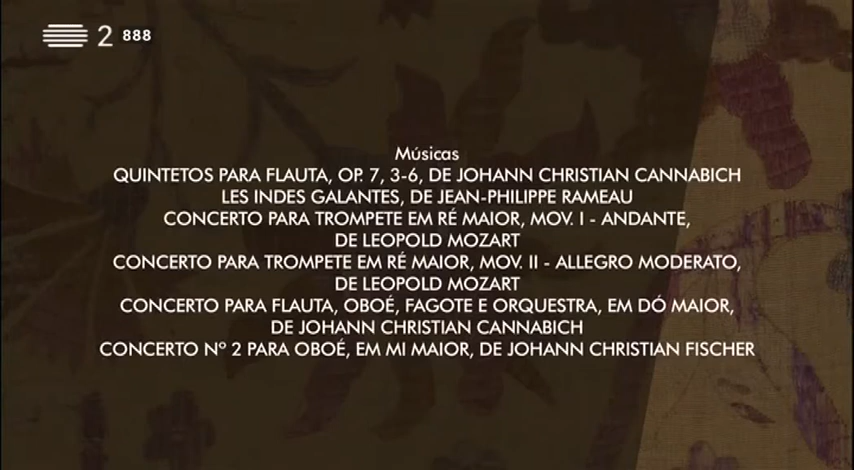 2 888
Músicas
QUINTETOS PARA FLAUTA, OP. 7, 3-6, DE JOHANN CHRISTIAN CANNABICH
LES INDES GALANTES, DE JEAN-PHILIPPE RAMEAU
CONCERTO PARA TROMPETE EM RÉ MAIOR, MOV. I - ANDANTE,
DE LEOPOLD MOZART
CONCERTO PARA TROMPETE EM RÉ MAIOR, MOV. II - ALLEGRO MODERATO,
DE LEOPOLD MOZART
CONCERTO PARA FLAUTA, OBOÉ, FAGOTE E ORQUESTRA, EM DÓ MAIOR,
DE JOHANN CHRISTIAN CANNABICH
CONCERTO Nº 2 PARA OBOÉ, EM MI MAIOR, DE JOHANN CHRISTIAN FISCHER